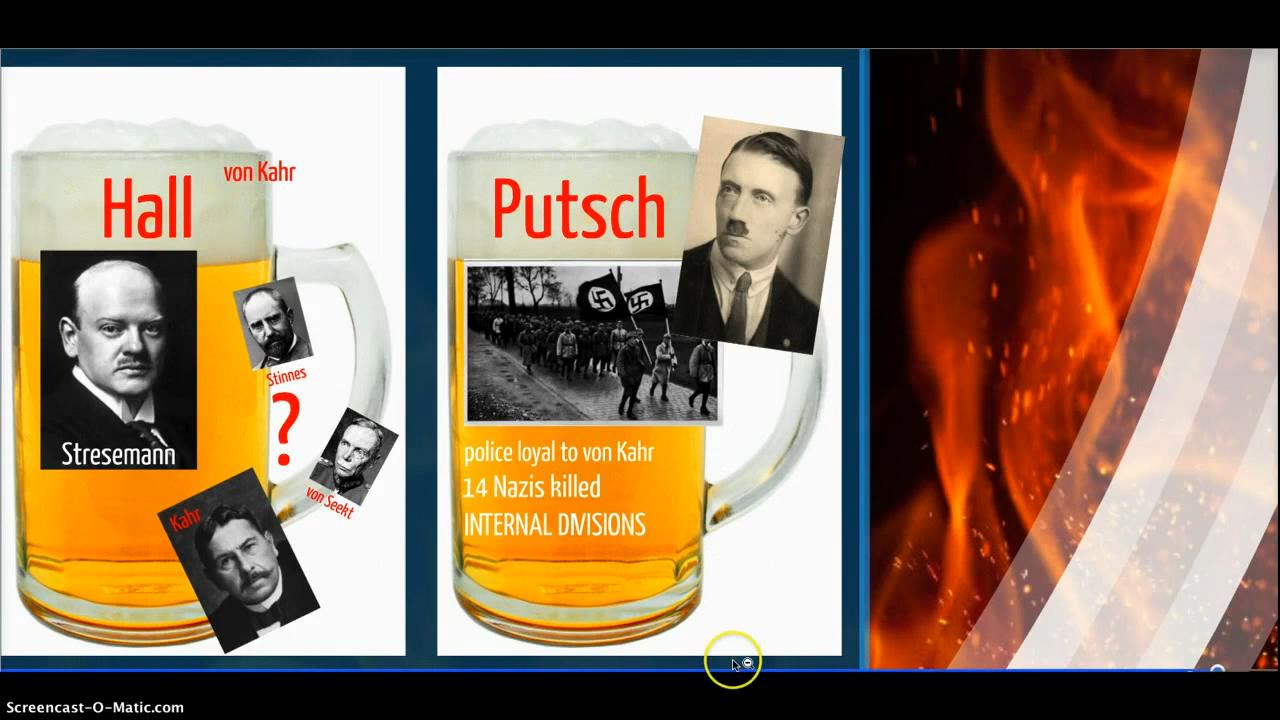 Hall
von Kahr
Stresemann
Stinnes
?
von Seekt
Kahr
Putsch
police loyal to von Kahr
14 Nazis killed
INTERNAL DIVISIONS
Screencast-O-Matic.com